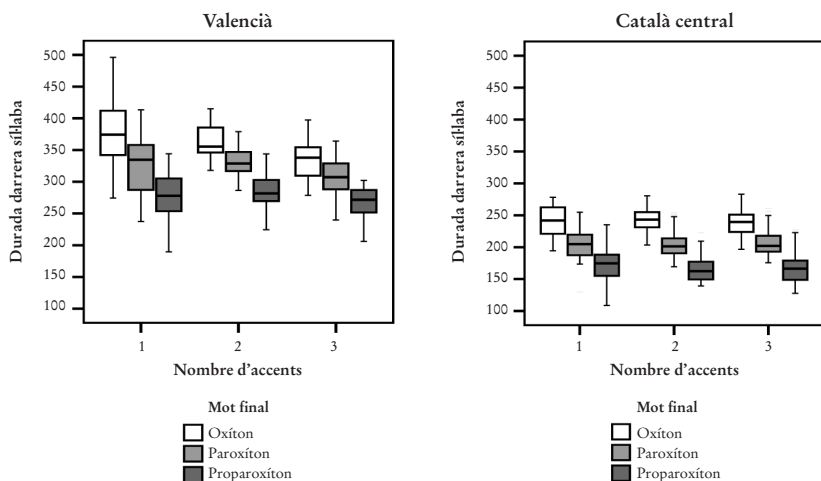 Valencià
Durada darrera síl·laba
500
450
400
350
300
250
200
150
100
1 2 3
Nombre d'accents
Mot final
Oxíton
Paroxíton
Proparoxíton
Català central
Durada darrera síl·laba
500
450
400
350
300
250
200
150
100
1 2 3
Nombre d'accents
Mot final
Oxíton
Paroxíton
Proparoxíton